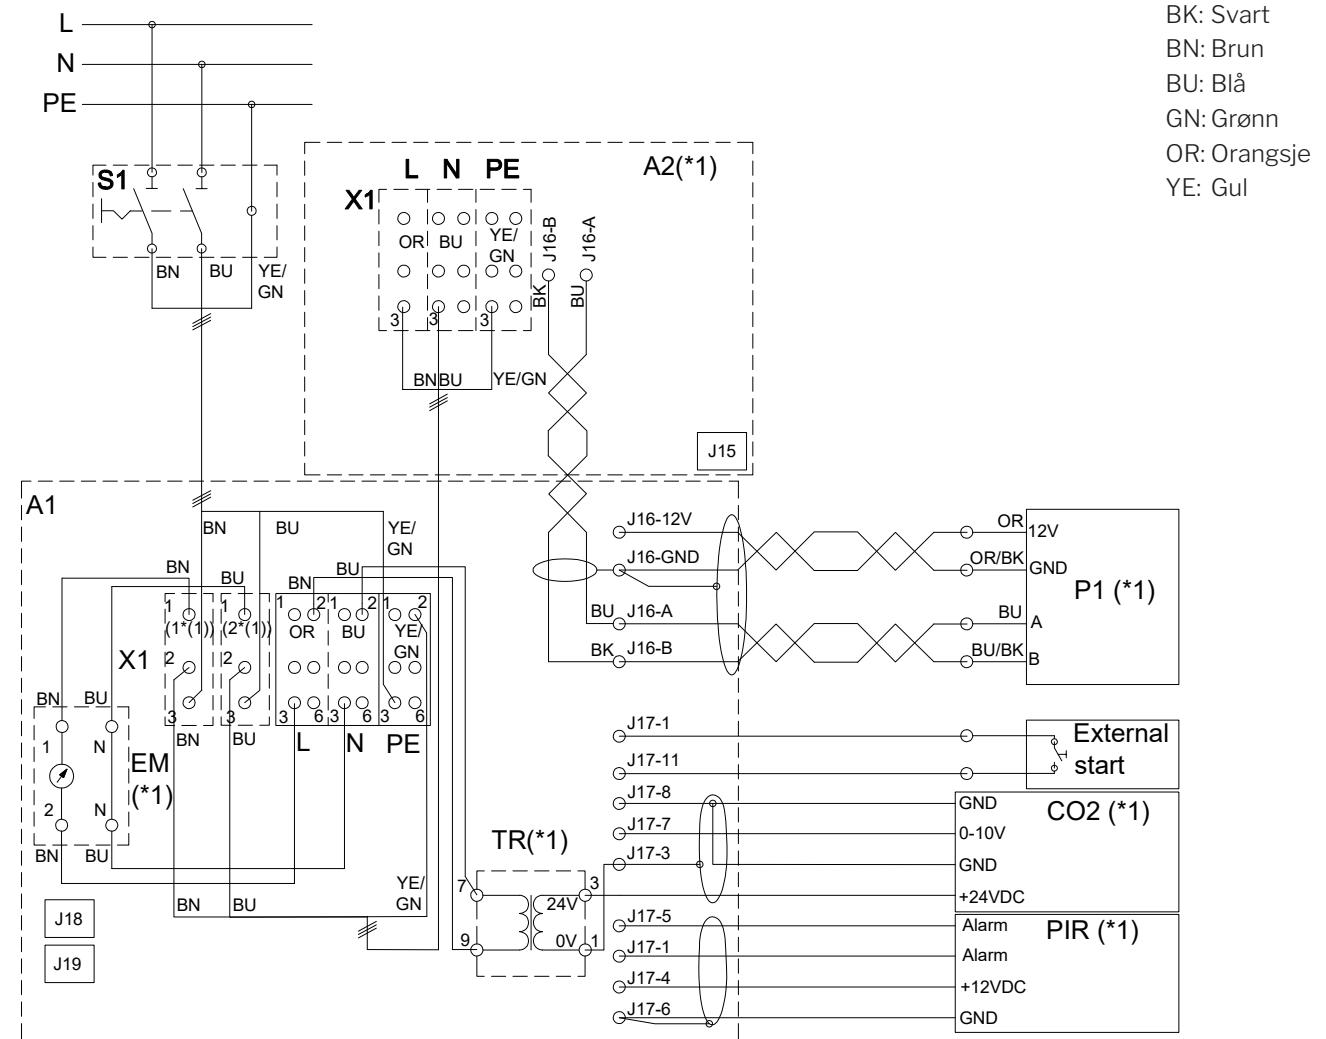 L
N
PE
BK: Svart
BN: Brun
BU: Blå
GN: Grønn
OR: Orangsje
YE: Gul
S1
BN
BU
YE/
GN
A2(*1)
L N PE
X1
OR
BU
YE/
GN
J16-B
J16-A
BK
BU
3
3
3
BN
BU
YE/GN
J15
A1
BN
BU
YE/
GN
BN
BU
BN
BU
1
(1*(1))
2
3
1
(2*(1))
2
3
1
2
OR
3
6
1
2
BU
3
6
1
2
YE/
GN
3
6
X1
BN
BU
L
N
PE
BN
BU
1
N
2
N
EM
(*1)
BN
BU
BN
BU
YE/
GN
J18
J19
TR(*1)
7
9
3
24V
0V
1
J16-12V
J16-GND
BU
J16-A
BK
J16-B
OR
12V
OR/BK
GND
BU
A
BU/BK
B
P1 (*1)
J17-1
J17-11
External
start
J17-8
GND
J17-7
0-10V
J17-3
GND
+24VDC
CO2 (*1)
J17-5
Alarm
J17-1
Alarm
J17-4
+12VDC
J17-6
GND
PIR (*1)